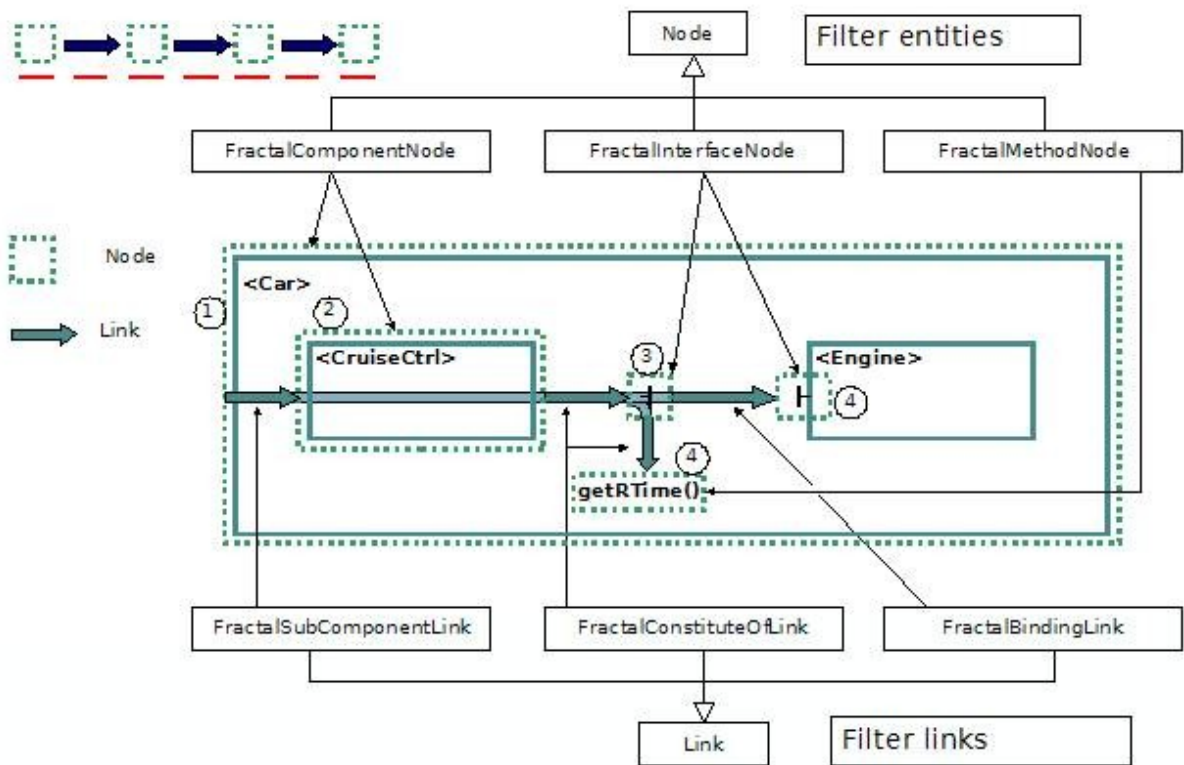 Node
Filter entities
FractalComponentNode
FractalInterfaceNode
FractalMethodNode
Node
Link
<Car>
1
2
<CruiseCtrl>
3
<Engine>
4
4
getRTime()
FractalSubComponentLink
FractalConstituteOfLink
FractalBindingLink
Link
Filter links